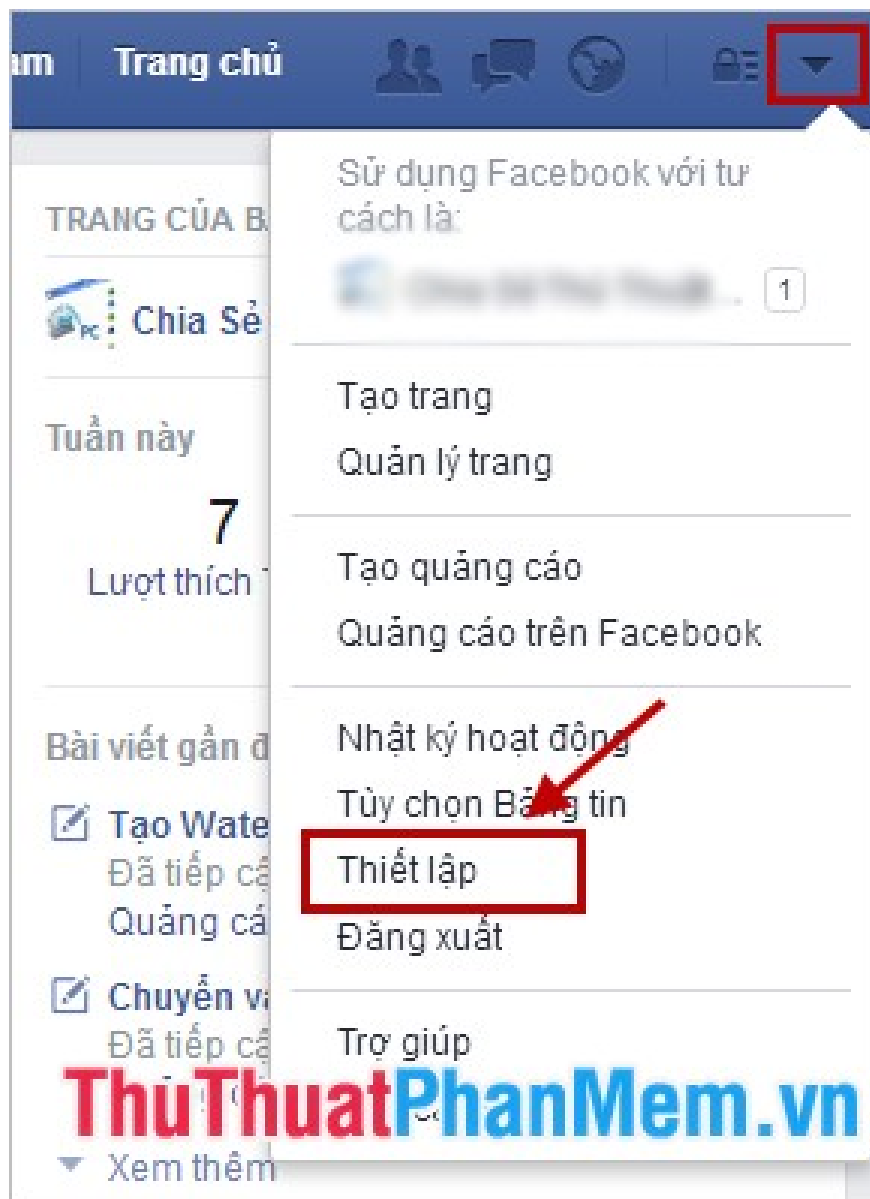 am Trang chủ
Sử dụng Facebook với tư
cách là:
1
Tạo trang
Quản lý trang
Tạo quảng cáo
Quảng cáo trên Facebook
Nhật ký hoạt động
Tùy chọn Bảng tin
Thiết lập
Đăng xuất
Trợ giúp
TRANG CỦA B
PC Chia Sẻ
Tuần này
7
Lượt thích
Bài viết gần đ
Tạo Wate
Đã tiếp cậ
Quảng cá
Chuyển và
Đã tiếp cậ
ThuThuatPhanMem.vn
Xem thêm